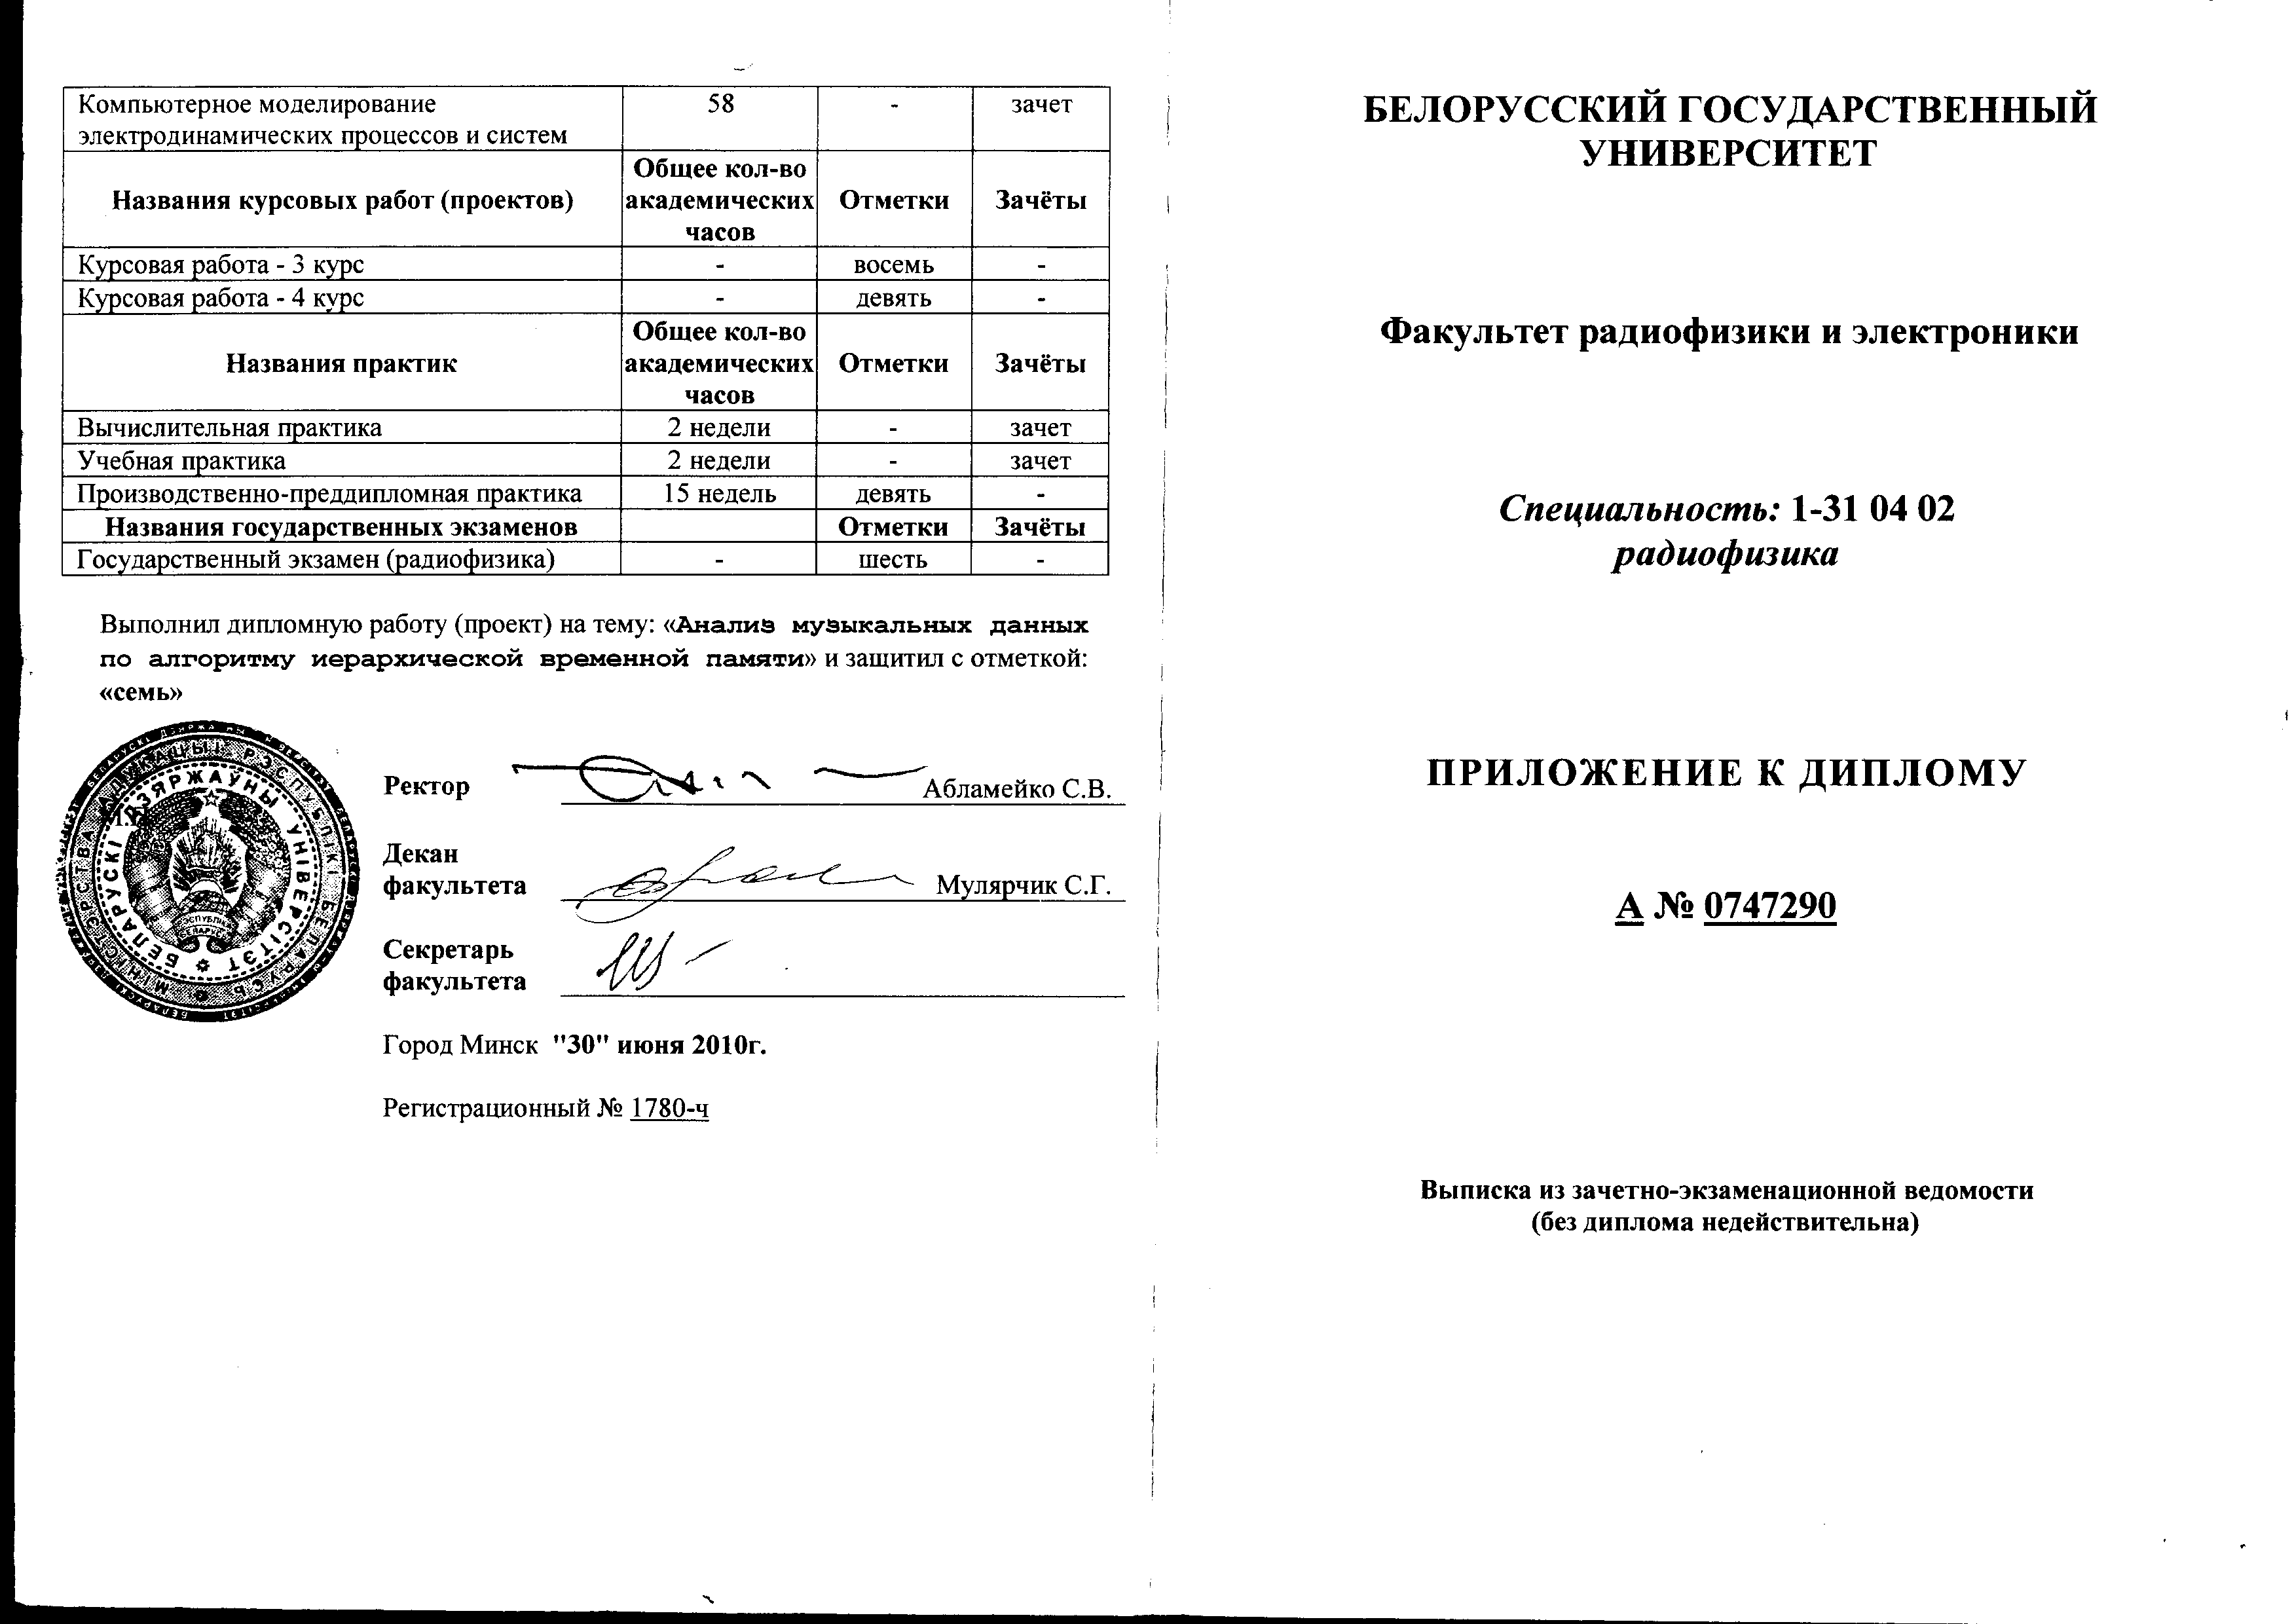 Компьютерное моделирование электродинамических процессов и систем 58 - зачет
Названия курсовых работ (проектов) Общее кол-во академических часов Отметки Зачёты
Курсовая работа - 3 курс - восемь -
Курсовая работа - 4 курс - девять -
Названия практик Общее кол-во академических часов Отметки Зачёты
Вычислительная практика 2 недели - зачет
Учебная практика 2 недели - зачет
Производственно-преддипломная практика 15 недель девять -
Названия государственных экзаменов Отметки Зачёты
Государственный экзамен (радиофизика) - шесть -
Выполнил дипломную работу (проект) на тему: «Анализ музыкальных данных
по алгоритму иерархической временной памяти» и защитил с отметкой:
«семь»
БЕЛАРУСКІ ДЗЯРЖАЎНЫ УНІВЕРСІТЭТ
МІНІСТЭРСТВА АДУКАЦЫІ РЭСПУБЛІКІ БЕЛАРУСЬ
Ректор Абламейко С.В.
Декан
факультета Мулярчик С.Г.
Секретарь
факультета
Город Минск "30" июня 2010г.
Регистрационный № 1780-ч
БЕЛОРУССКИЙ ГОСУДАРСТВЕННЫЙ
УНИВЕРСИТЕТ
Факультет радиофизики и электроники
Специальность: 1-31 04 02
радиофизика
ПРИЛОЖЕНИЕ К ДИПЛОМУ
А № 0747290
Выписка из зачетно-экзаменационной ведомости
(без диплома недействительна)